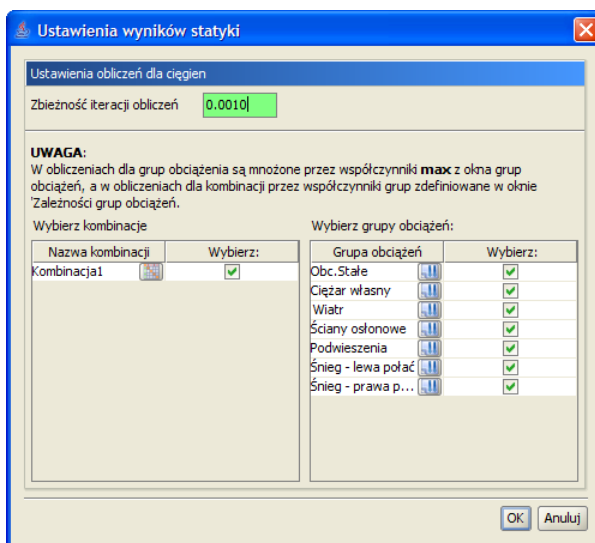 Ustawienia wyników statyki
Ustawienia obliczeń dla cięgien
Zbieżność iteracji obliczeń 0.0010
UWAGA:
W obliczeniach dla grup obciążenia są mnożone przez współczynniki max z okna grup
obciążeń, a w obliczeniach dla kombinacji przez współczynniki grup zdefiniowane w oknie
'Zależności grup obciążeń.
Wybierz kombinacje
Nazwa kombinacji Wybierz:
Kombinacja1
Wybierz grupy obciążeń:
Grupa obciążeń Wybierz:
Obc.Stałe
Ciężar własny
Wiatr
Ściany osłonowe
Podwieszenia
Śnieg - lewa połać
Śnieg - prawa p...
OK Anuluj